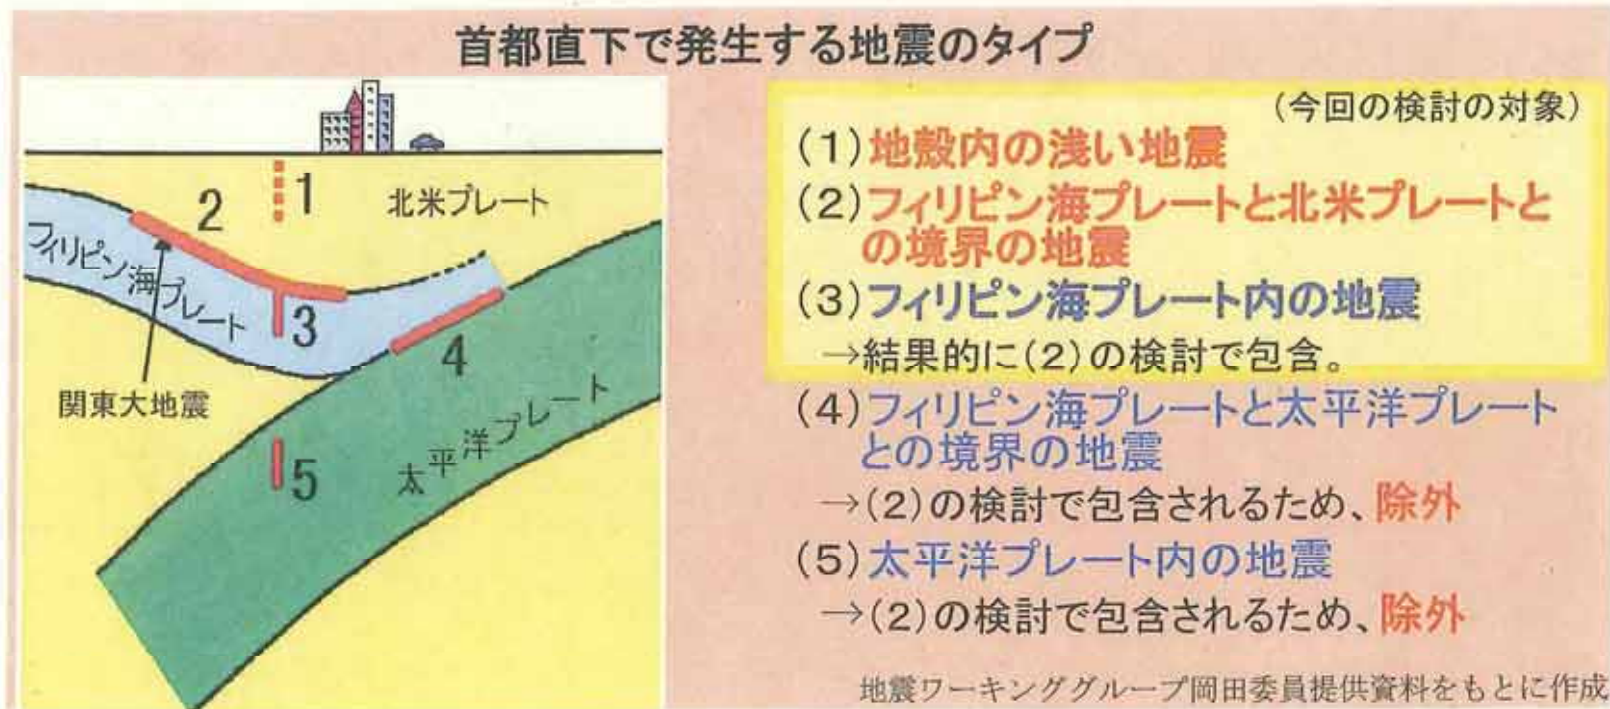 首都直下で発生する地震のタイプ
1
2
北米プレート
フィリピン海プレート
3
4
関東大地震
太平洋プレート
5
(今回の検討の対象)
(1)地殻内の浅い地震
(2)フィリピン海プレートと北米プレートと
の境界の地震
(3)フィリピン海プレート内の地震
→結果的に(2)の検討で包含。
(4)フィリピン海プレートと太平洋プレート
との境界の地震
→(2)の検討で包含されるため、除外
(5)太平洋プレート内の地震
→(2)の検討で包含されるため、除外
地震ワーキンググループ岡田委員提供資料をもとに作成